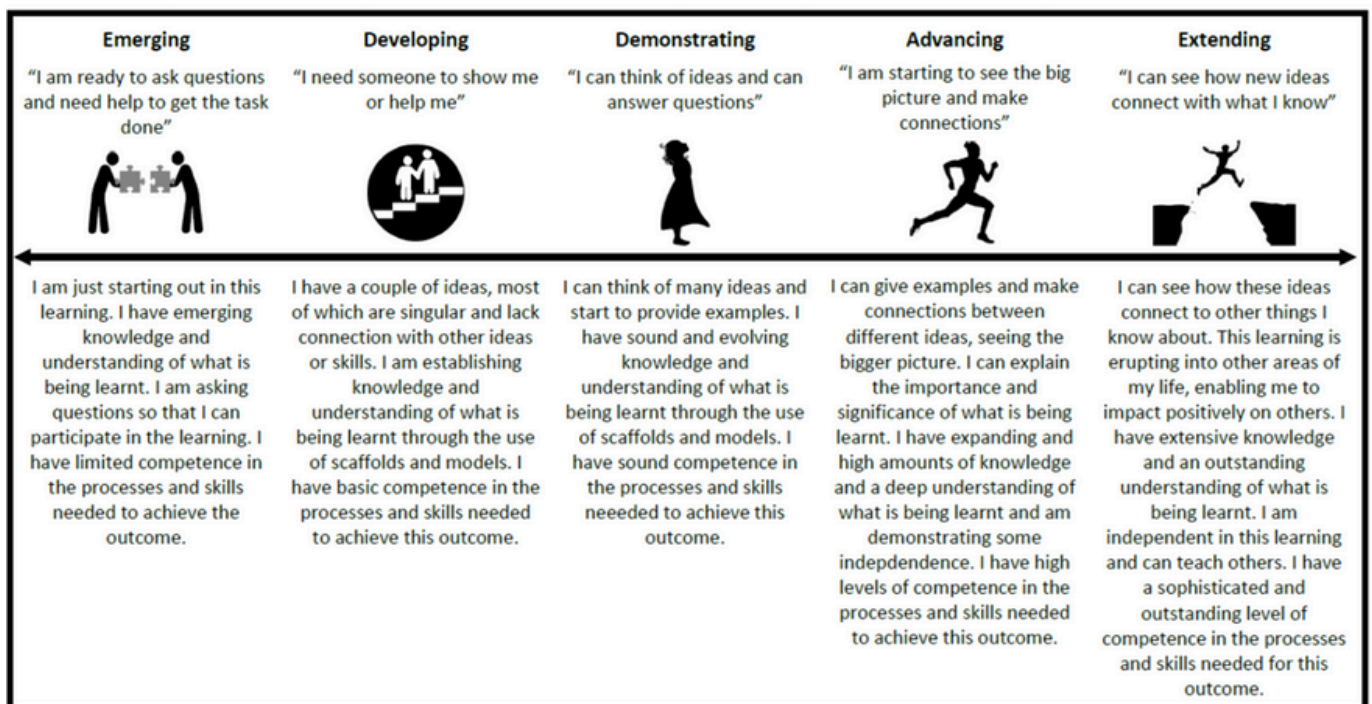 Emerging
"I am ready to ask questions
and need help to get the task
done"
I am just starting out in this
learning. I have emerging
knowledge and
understanding of what is
being learnt. I am asking
questions so that I can
participate in the learning. I
have limited competence in
the processes and skills
needed to achieve the
outcome.
Developing
"I need someone to show me
or help me"
I have a couple of ideas, most
of which are singular and lack
connection with other ideas
or skills. I am establishing
knowledge and
understanding of what is
being learnt through the use
of scaffolds and models. I
have basic competence in the
processes and skills needed
to achieve this outcome.
Demonstrating
"I can think of ideas and can
answer questions"
I can think of many ideas and
start to provide examples. I
have sound and evolving
knowledge and
understanding of what is
being learnt through the use
of scaffolds and models. I
have sound competence in
the processes and skills
neeeded to achieve this
outcome.
Advancing
"I am starting to see the big
picture and make
connections"
I can give examples and make
connections between
different ideas, seeing the
bigger picture. I can explain
the importance and
significance of what is being
learnt. I have expanding and
high amounts of knowledge
and a deep understanding of
what is being learnt and am
demonstrating some
indepdendence. I have high
levels of competence in the
processes and skills needed
to achieve this outcome.
Extending
"I can see how new ideas
connect with what I know"
I can see how these ideas
connect to other things I
know about. This learning is
erupting into other areas of
my life, enabling me to
impact positively on others. I
have extensive knowledge
and an outstanding
understanding of what is
being learnt. I am
independent in this learning
and can teach others. I have
a sophisticated and
outstanding level of
competence in the processes
and skills needed for this
outcome.